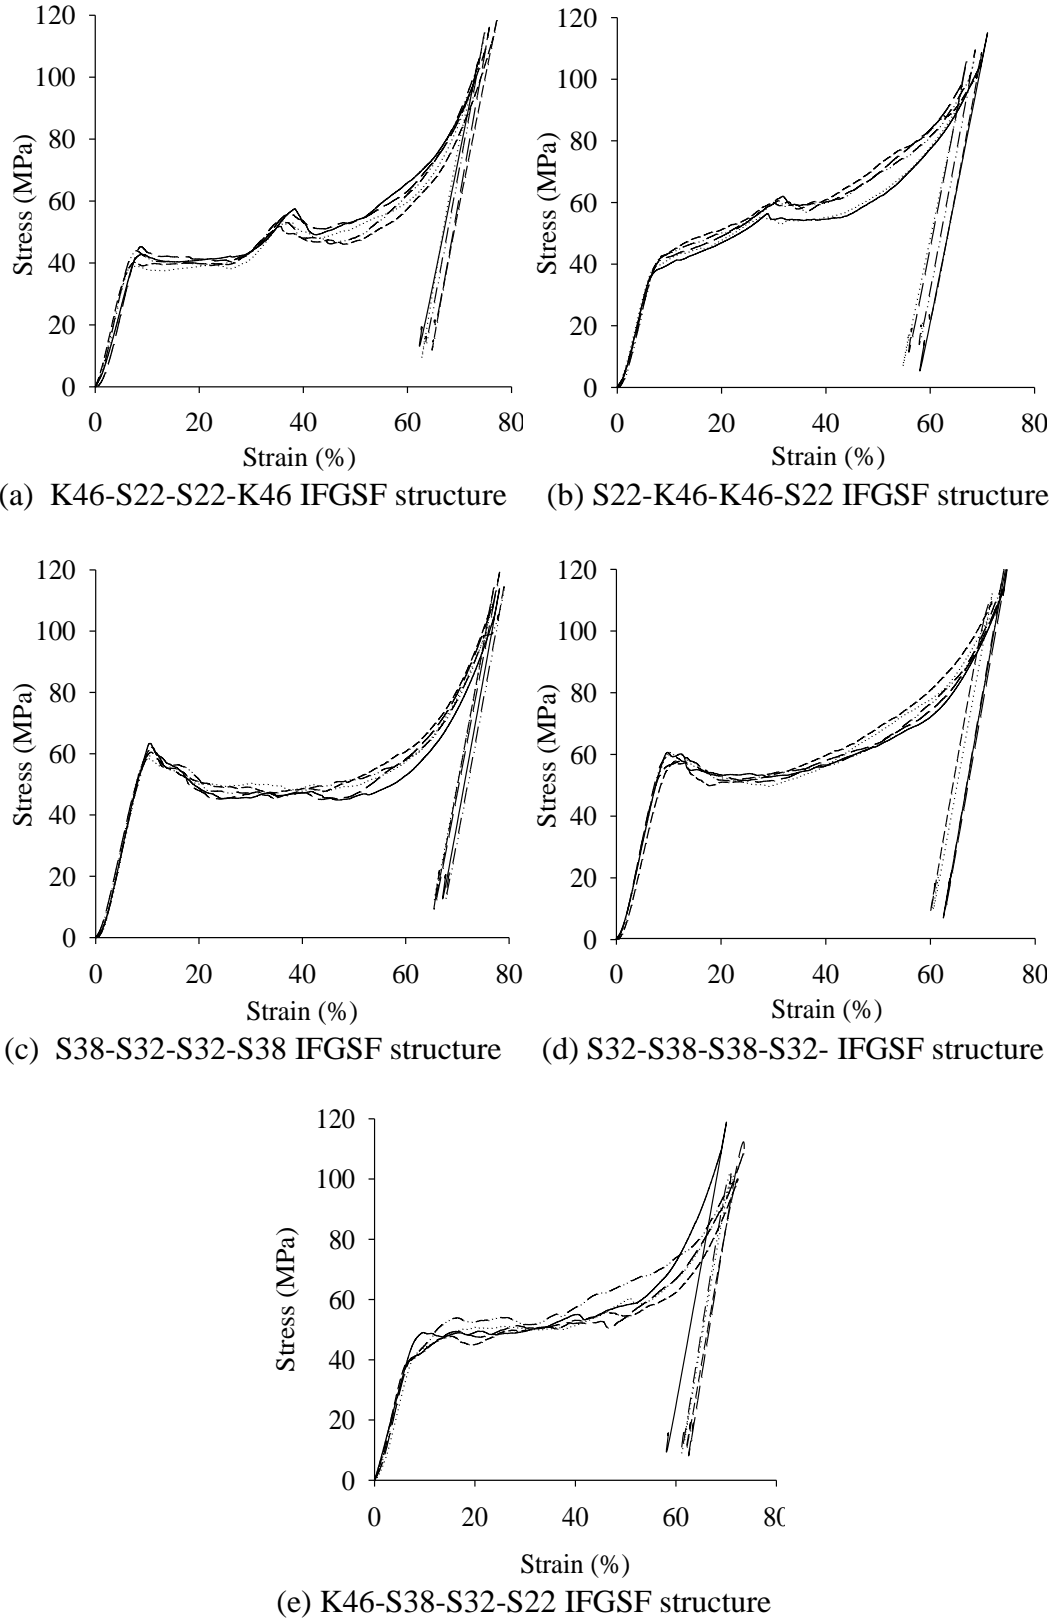 120
100
80
60
40
20
0
Stress (MPa)
0 20 40 60 80
Strain (%)
(a) K46-S22-S22-K46 IFGSF structure
120
100
80
60
40
20
0
Stress (MPa)
0 20 40 60 80
Strain (%)
(b) S22-K46-K46-S22 IFGSF structure
120
100
80
60
40
20
0
Stress (MPa)
0 20 40 60 80
Strain (%)
(c) S38-S32-S32-S38 IFGSF structure
120
100
80
60
40
20
0
Stress (MPa)
0 20 40 60 80
Strain (%)
(d) S32-S38-S38-S32- IFGSF structure
120
100
80
60
40
20
0
Stress (MPa)
0 20 40 60 80
Strain (%)
(e) K46-S38-S32-S22 IFGSF structure